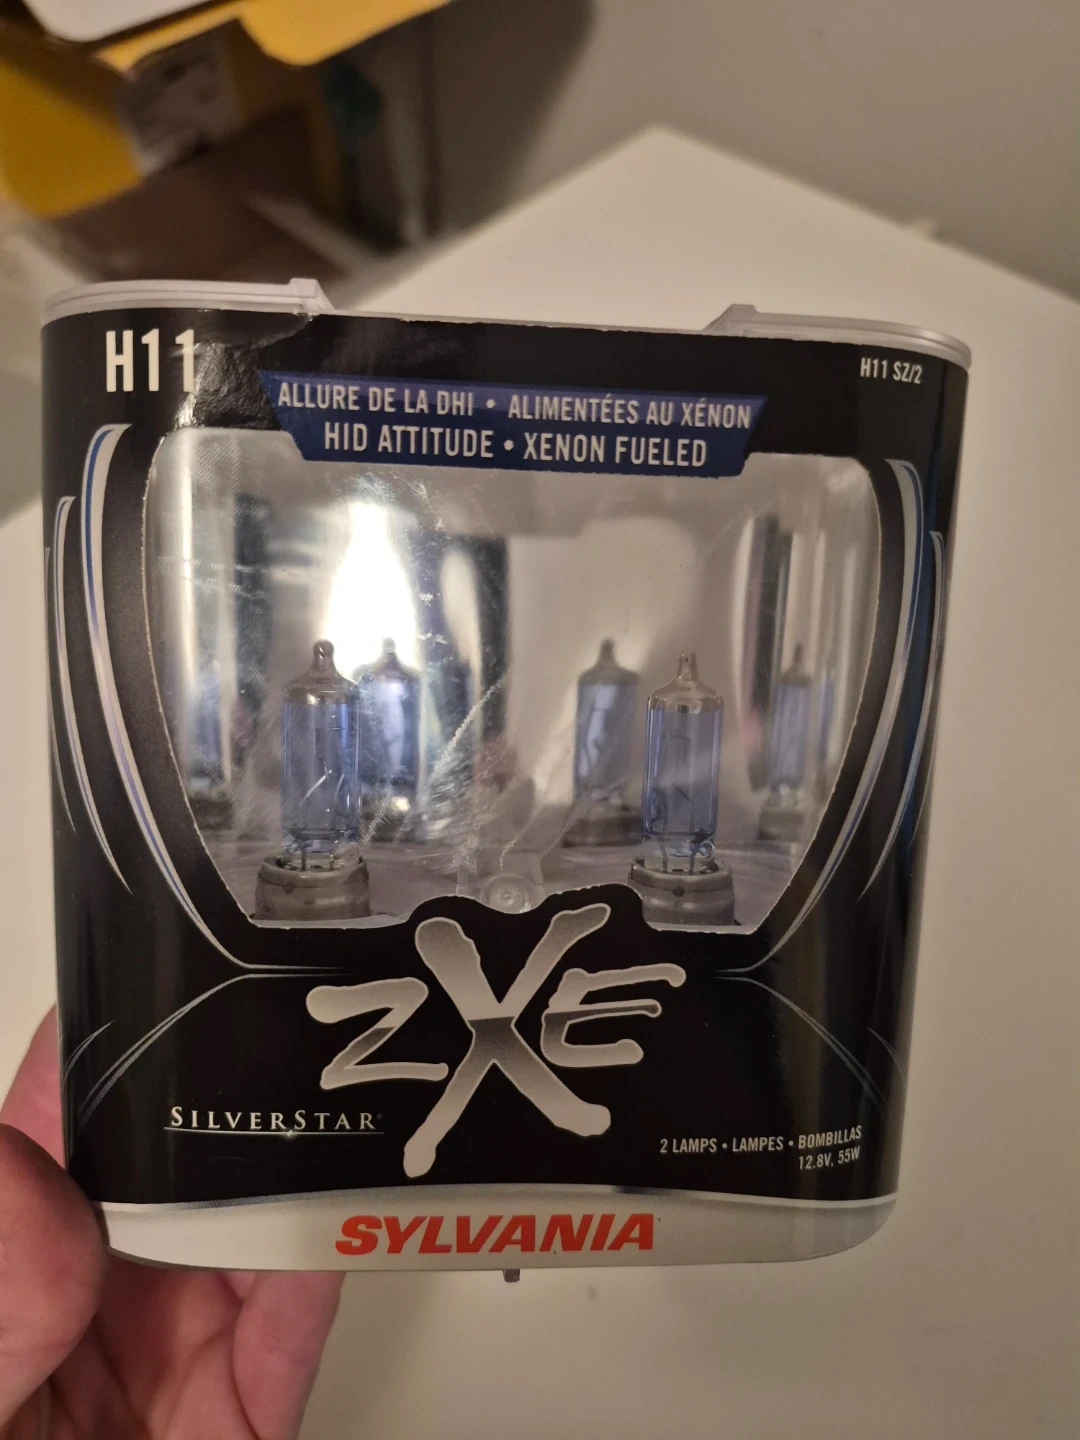 H11
H11 SZ/2
ALLURE DE LA DHI • ALIMENTÉES AU XÉNON
HID ATTITUDE • XENON FUELED
zXe
SILVERSTAR®
2 LAMPS • LAMPES • BOMBILLAS
12.8V, 55W
SYLVANIA